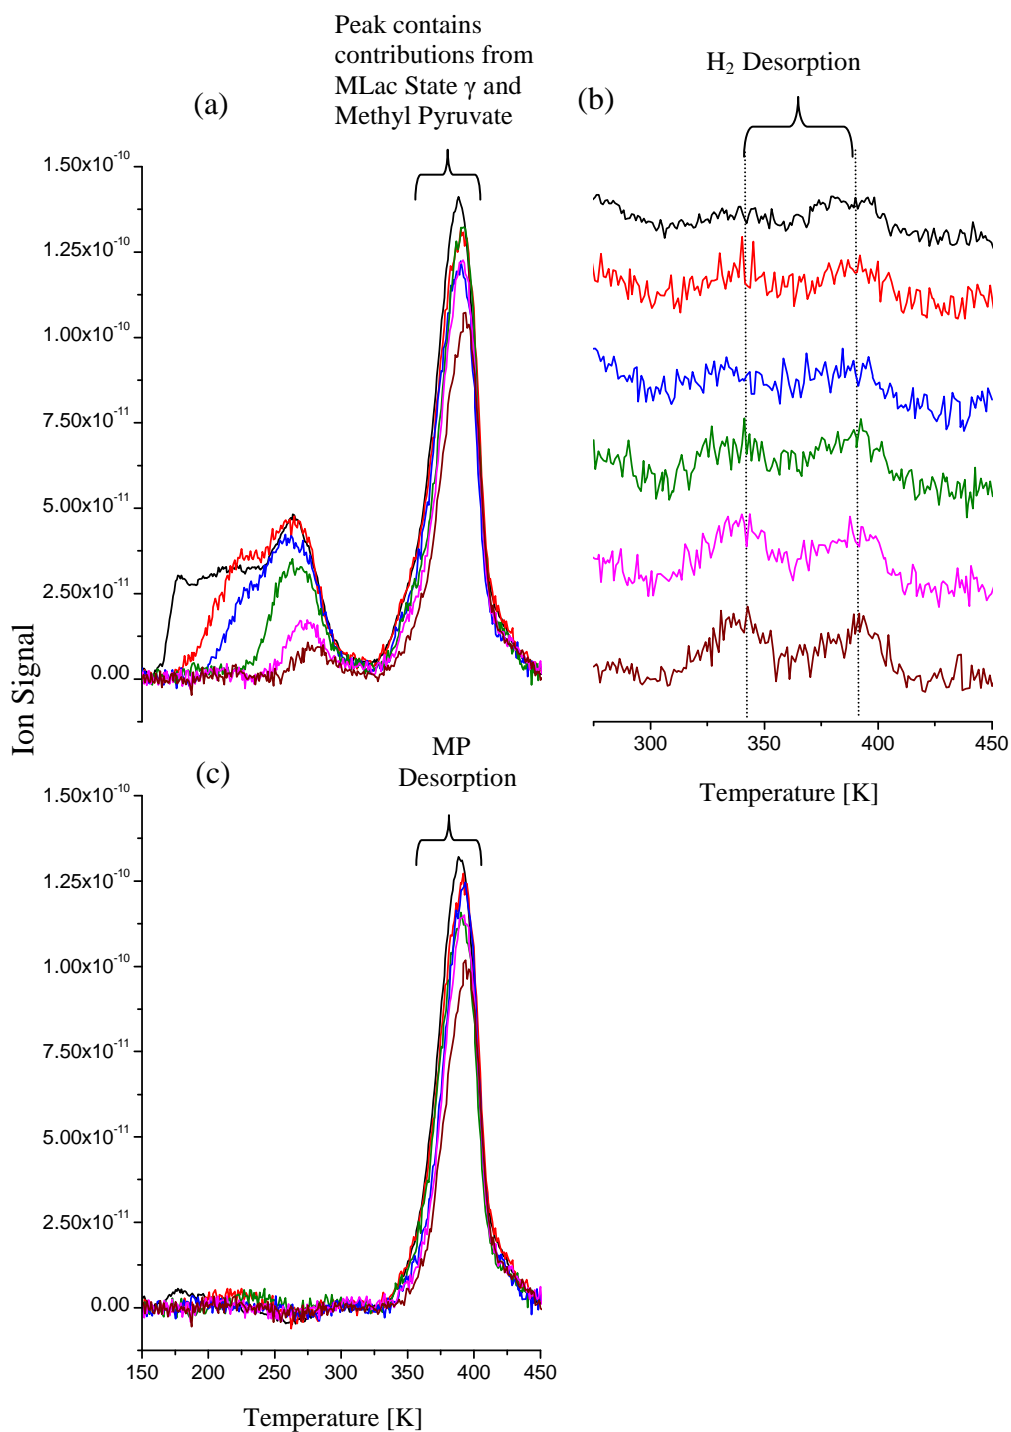 Peak contains
contributions from
MLac State γ and
Methyl Pyruvate
H2 Desorption
(a)
(b)
1.50x10-10
1.25x10-10
1.00x10-10
7.50x10-11
5.00x10-11
2.50x10-11
0.00
Ion Signal
300 350 400 450
Temperature [K]
MP
Desorption
(c)
1.50x10-10
1.25x10-10
1.00x10-10
7.50x10-11
5.00x10-11
2.50x10-11
0.00
150 200 250 300 350 400 450
Temperature [K]